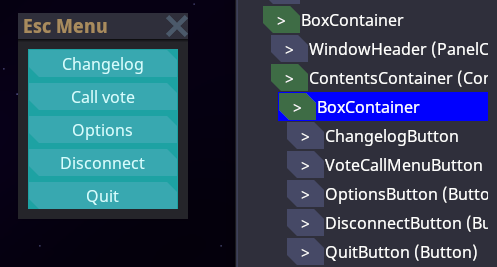 Esc Menu
Changelog
Call vote
Options
Disconnect
Quit
> BoxContainer
> WindowHeader (PanelC
> ContentsContainer (Con
> BoxContainer
> ChangelogButton
> VoteCallMenuButton
> OptionsButton (Butto
> DisconnectButton (Bu
> QuitButton (Button)